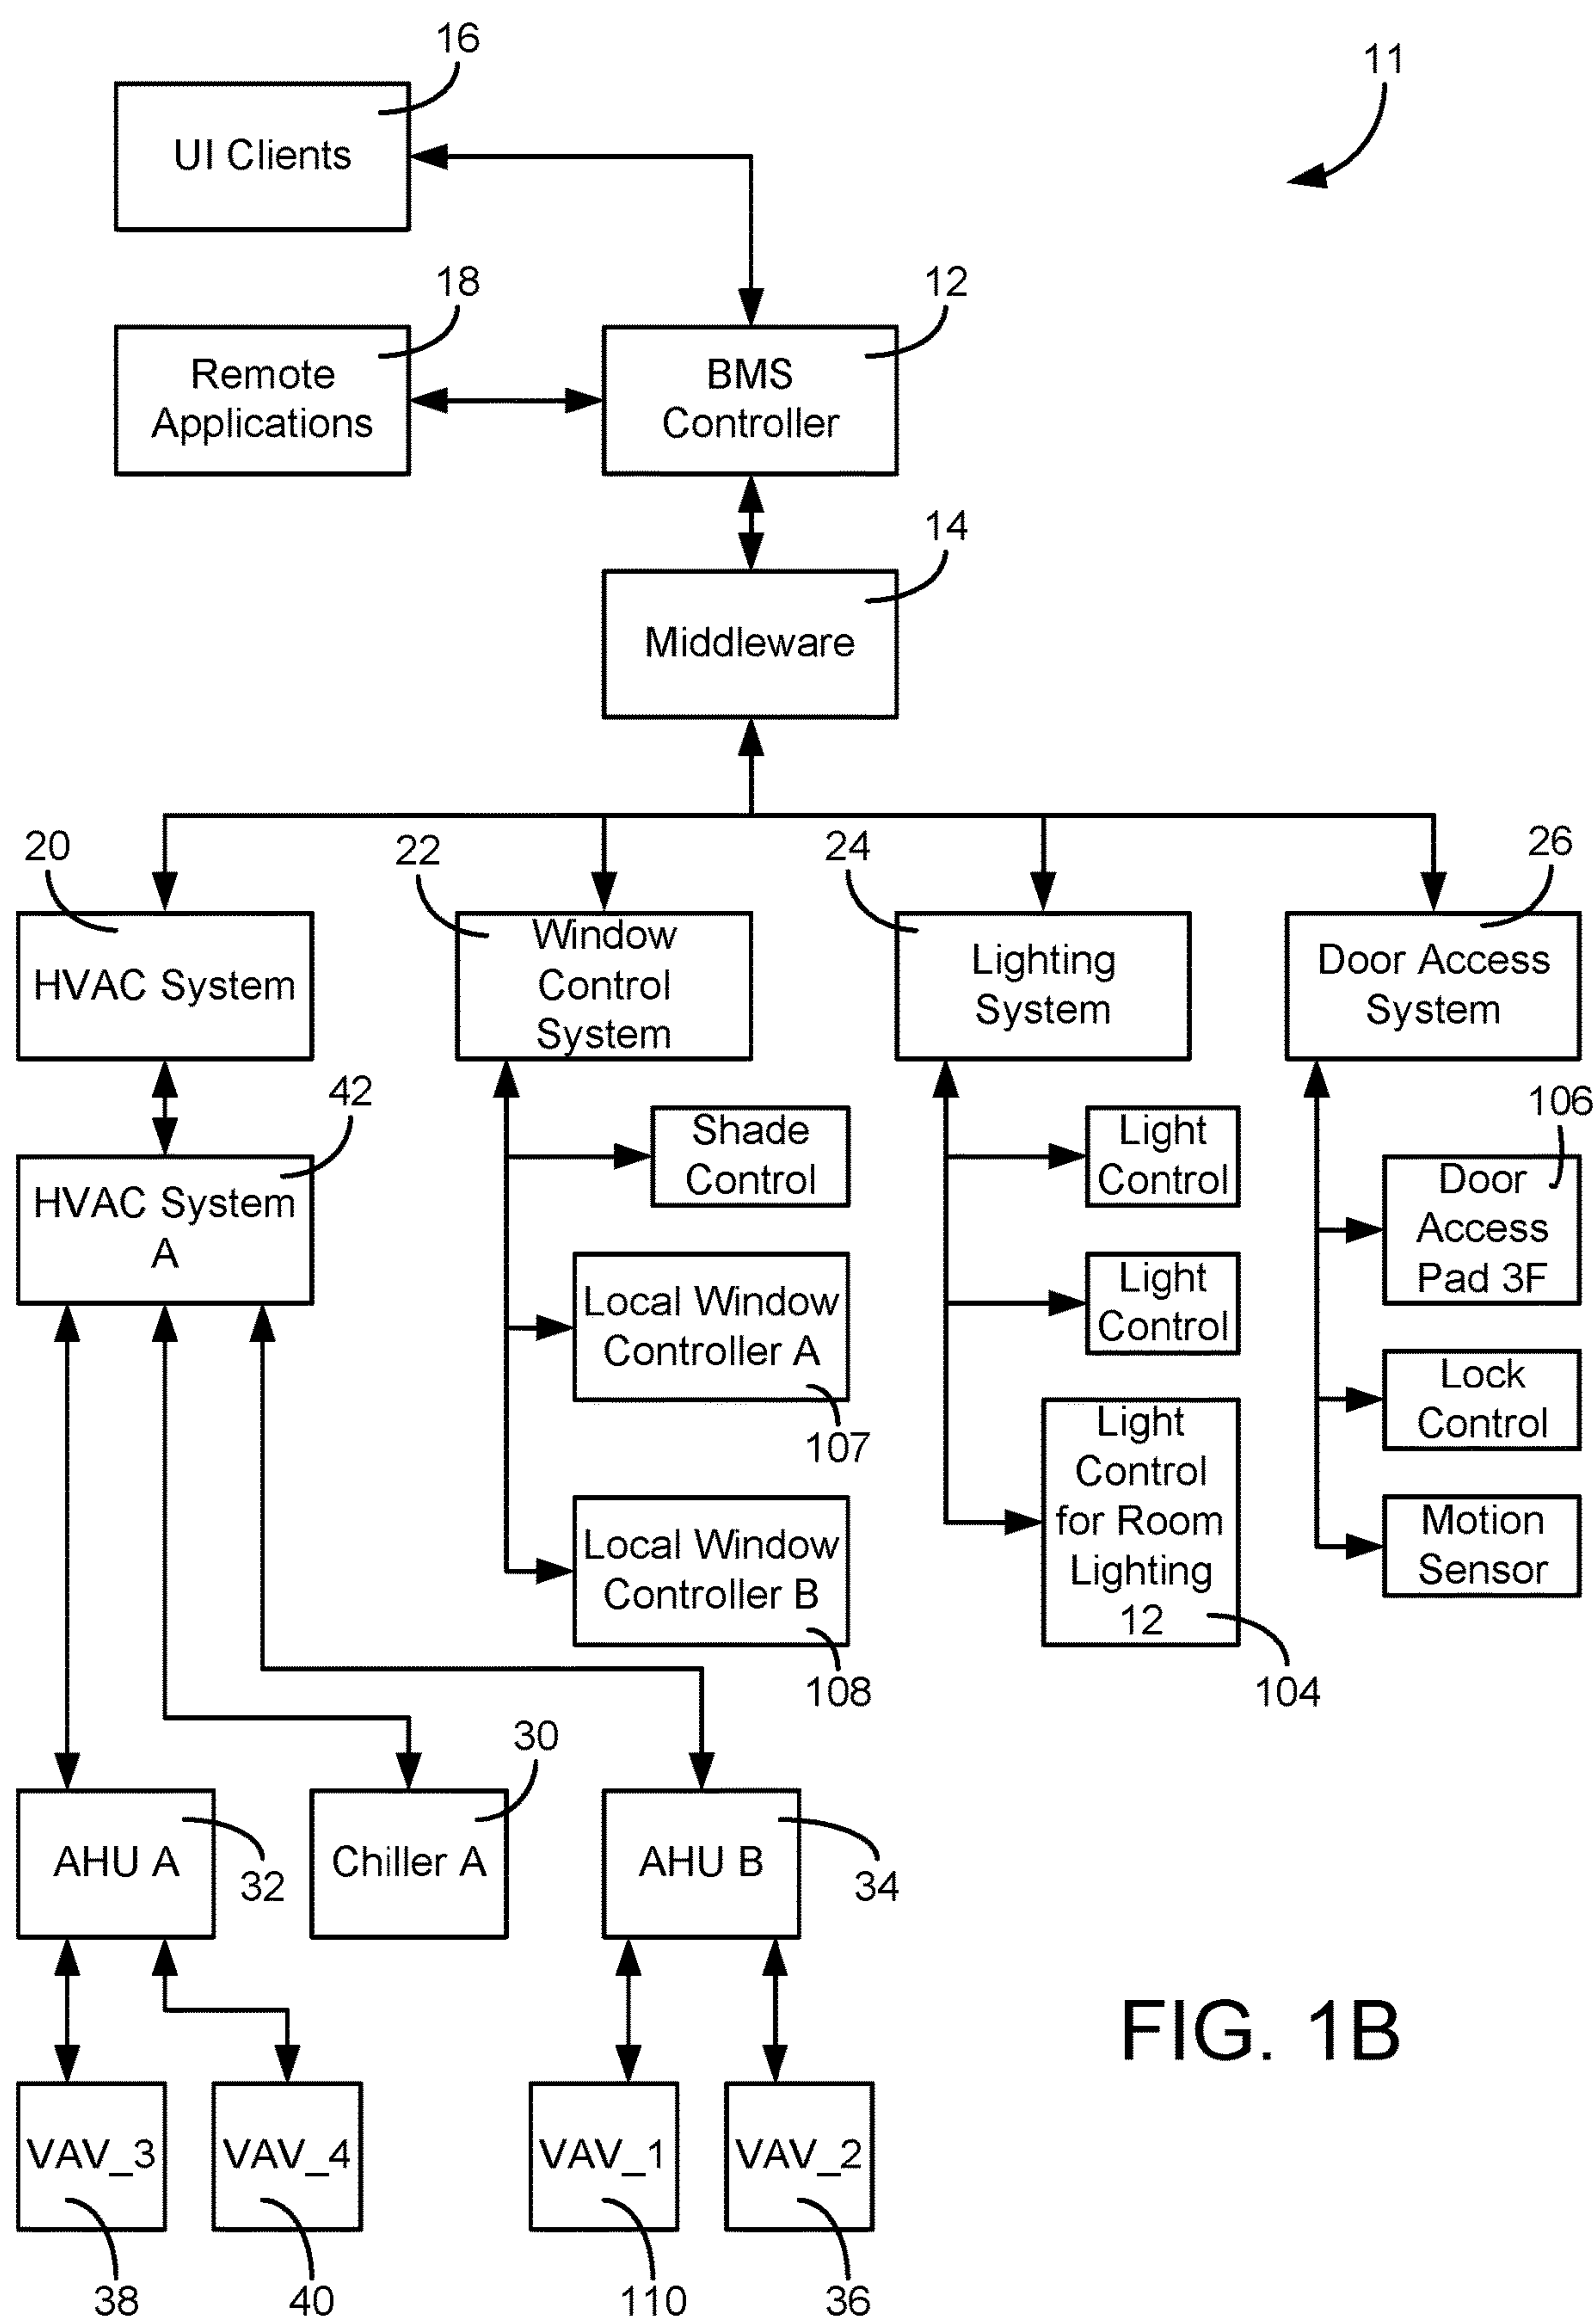 16
11
UI Clients
18
12
Remote
Applications
BMS
Controller
14
Middleware
20
22
24
26
HVAC System
Window
Control
System
Lighting
System
Door Access
System
42
HVAC System
A
Shade
Control
Local Window
Controller A
107
Local Window
Controller B
108
Light
Control
Light
Control
Light
Control
for Room
Lighting
12
104
106
Door
Access
Pad 3F
Lock
Control
Motion
Sensor
AHU A
32
30
Chiller A
AHU B
34
VAV_3
VAV_4
VAV_1
VAV_2
38
40
110
36
FIG. 1B